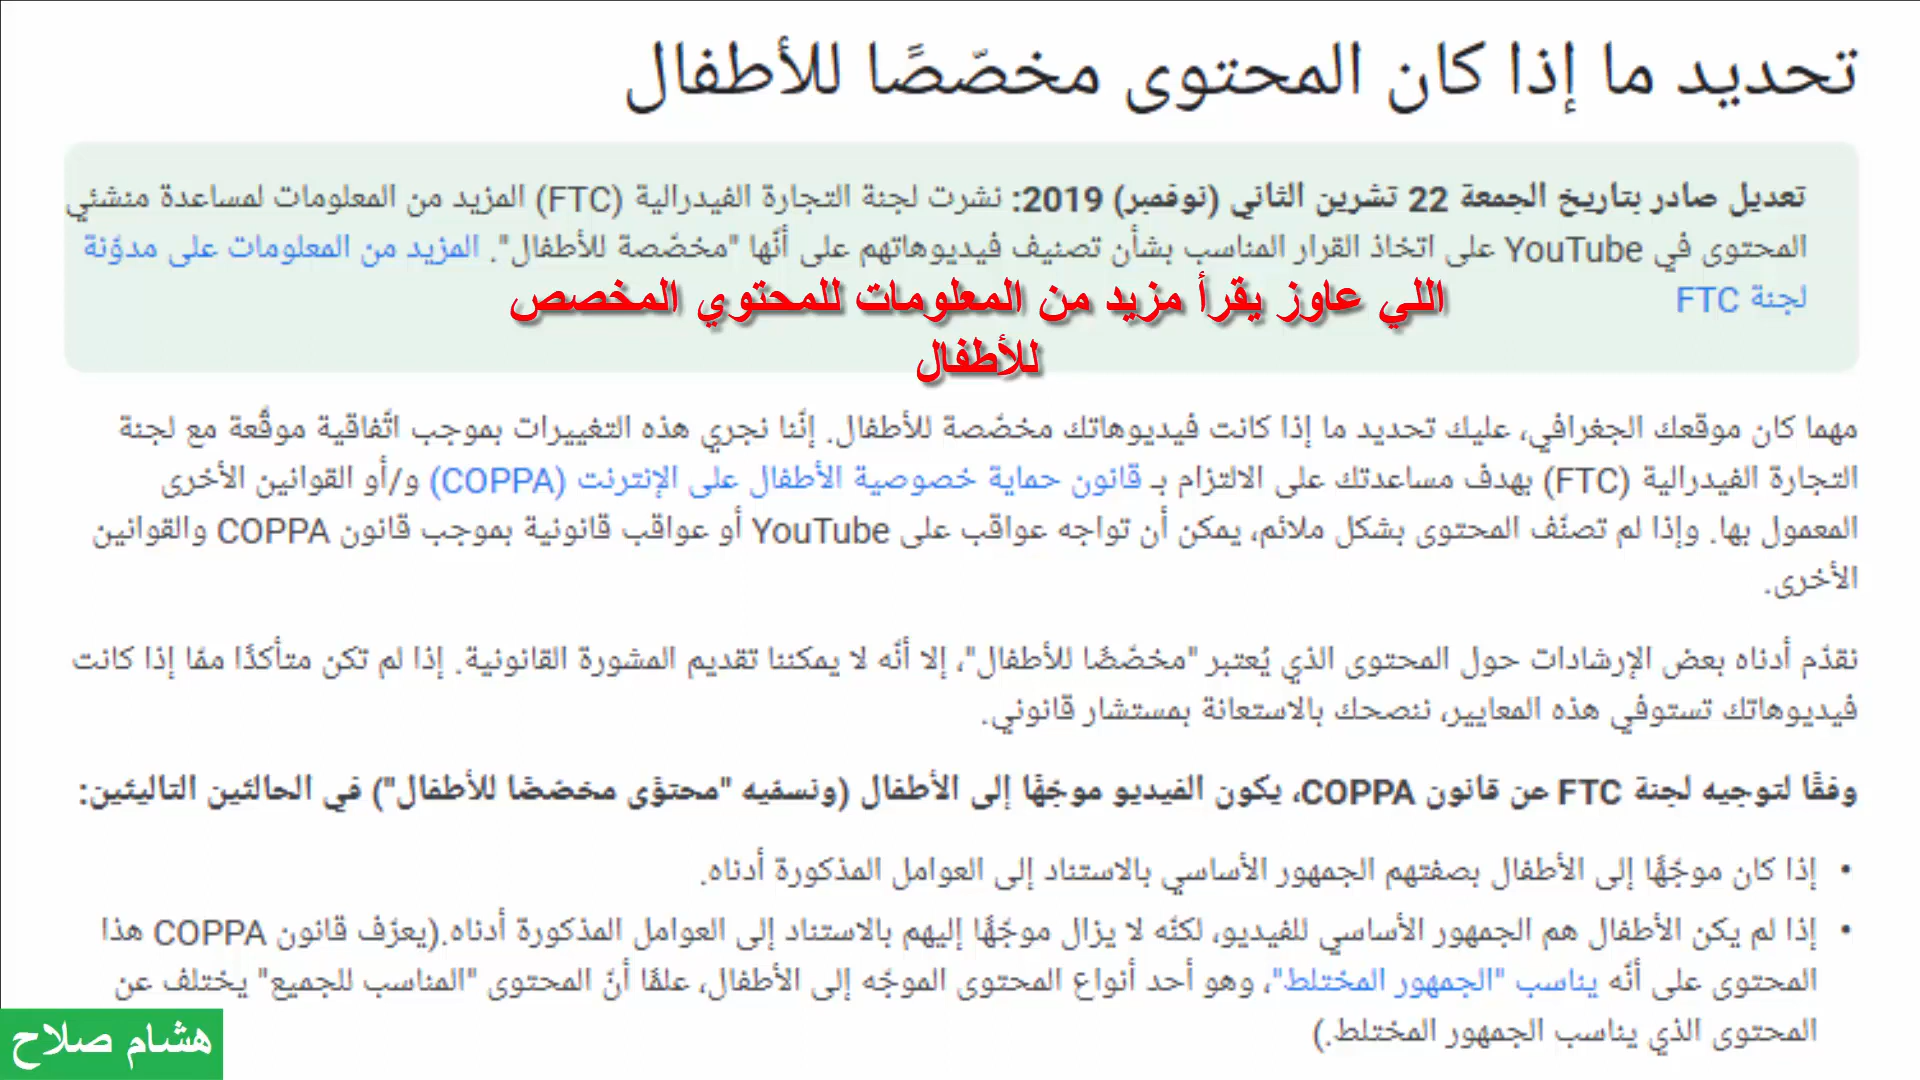 تحديد ما إذا كان المحتوى مخصّصًا للأطفال
تعديل صادر بتاريخ الجمعة 22 تشرين الثاني (نوفمبر) 2019: نشرت لجنة التجارة الفيدرالية (FTC) المزيد من المعلومات لمساعدة منشئي
المحتوى في YouTube على اتخاذ القرار المناسب بشأن تصنيف فيديوهاتهم على أنّها "مخصّصة للأطفال". المزيد من المعلومات على مدوّنة
لجنة FTC
اللي عاوز يقرأ مزيد من المعلومات للمحتوي المخصص
للأطفال
مهما كان موقعك الجغرافي، عليك تحديد ما إذا كانت فيديوهاتك مخصّصة للأطفال. إنّنا نجري هذه التغييرات بموجب اتّفاقية موقّعة مع لجنة
التجارة الفيدرالية (FTC) بهدف مساعدتك على الالتزام بـ قانون حماية خصوصية الأطفال على الإنترنت (COPPA) و/أو القوانين الأخرى
المعمول بها. وإذا لم تصنّف المحتوى بشكل ملائم، يمكن أن تواجه عواقب على YouTube أو عواقب قانونية بموجب قانون COPPA والقوانين
الأخرى.
نقدّم أدناه بعض الإرشادات حول المحتوى الذي يُعتبر "مخصّصًا للأطفال"، إلا أنّه لا يمكننا تقديم المشورة القانونية. إذا لم تكن متأكدًا ممّا إذا كانت
فيديوهاتك تستوفي هذه المعايير، ننصحك بالاستعانة بمستشار قانوني.
وفقًا لتوجيه لجنة FTC عن قانون COPPA، يكون الفيديو موجّهًا إلى الأطفال (ونسمّيه "محتوًى مخصّصًا للأطفال") في الحالتَين التاليتَين:
• إذا كان موجّهًا إلى الأطفال بصفتهم الجمهور الأساسي بالاستناد إلى العوامل المذكورة أدناه.
• إذا لم يكن الأطفال هم الجمهور الأساسي للفيديو، لكنّه لا يزال موجّهًا إليهم بالاستناد إلى العوامل المذكورة أدناه.(يعرّف قانون COPPA هذا
المحتوى على أنّه يناسب "الجمهور المختلط"، وهو أحد أنواع المحتوى الموجّه إلى الأطفال، علمًا أنّ المحتوى "المناسب للجميع" يختلف عن
المحتوى الذي يناسب الجمهور المختلط.)
هشام صلاح